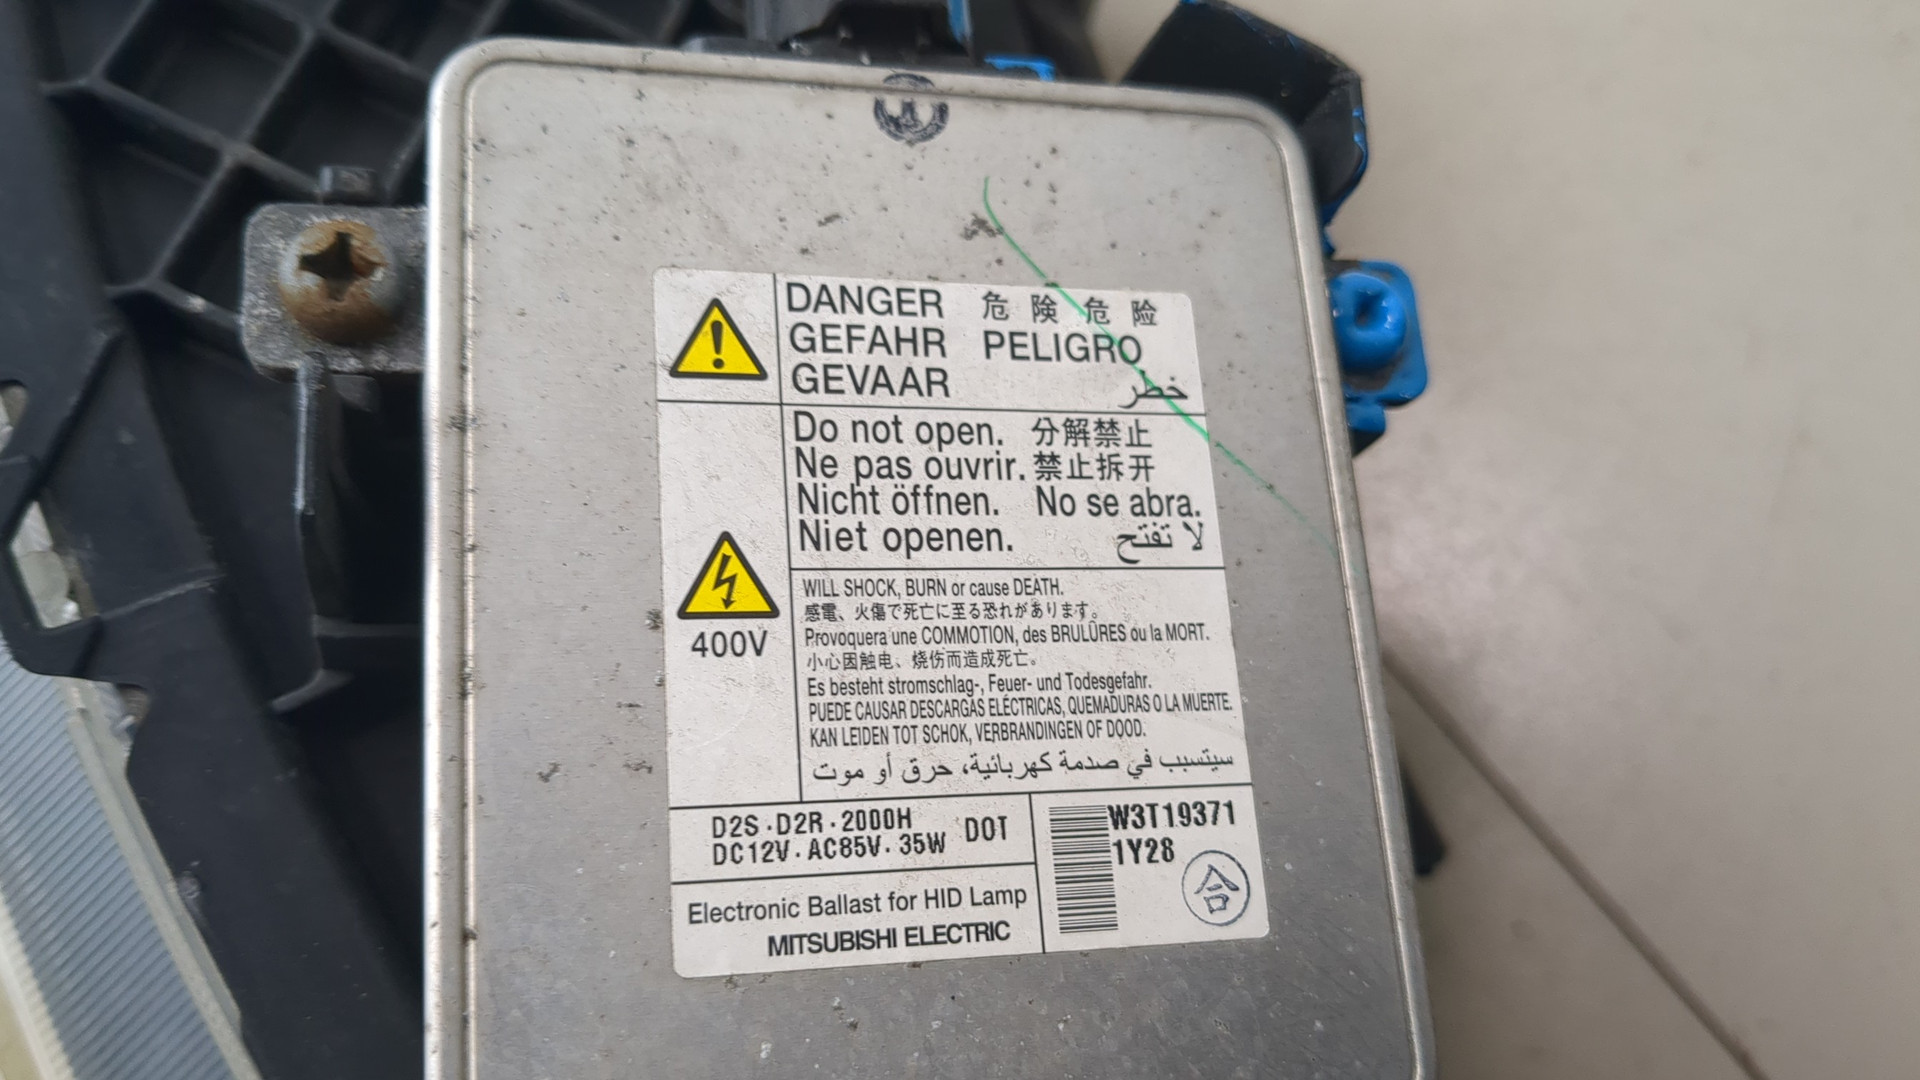 DANGER 危険 危险
GEFAHR PELIGRO
GEVAAR خطر
Do not open. 分解禁止
Ne pas ouvrir. 禁止拆开
Nicht öffnen. No se abra.
Niet openen. لا تفتح
400V
WILL SHOCK, BURN or cause DEATH.
感電、火傷で死亡に至る恐れがあります。
Provoquera une COMMOTION, des BRULÛRES ou la MORT.
小心因触电、烧伤而造成死亡。
Es besteht stromschlag-, Feuer- und Todesgefahr.
PUEDE CAUSAR DESCARGAS ELÉCTRICAS, QUEMADURAS O LA MUERTE.
KAN LEIDEN TOT SCHOK, VERBRANDINGEN OF DOOD.
سيتسبب في صدمة كهربائية، حرق أو موت
D2S·D2R·2000H DOT
DC12V·AC85V·35W
W3T19371
1Y28
合
Electronic Ballast for HID Lamp
MITSUBISHI ELECTRIC